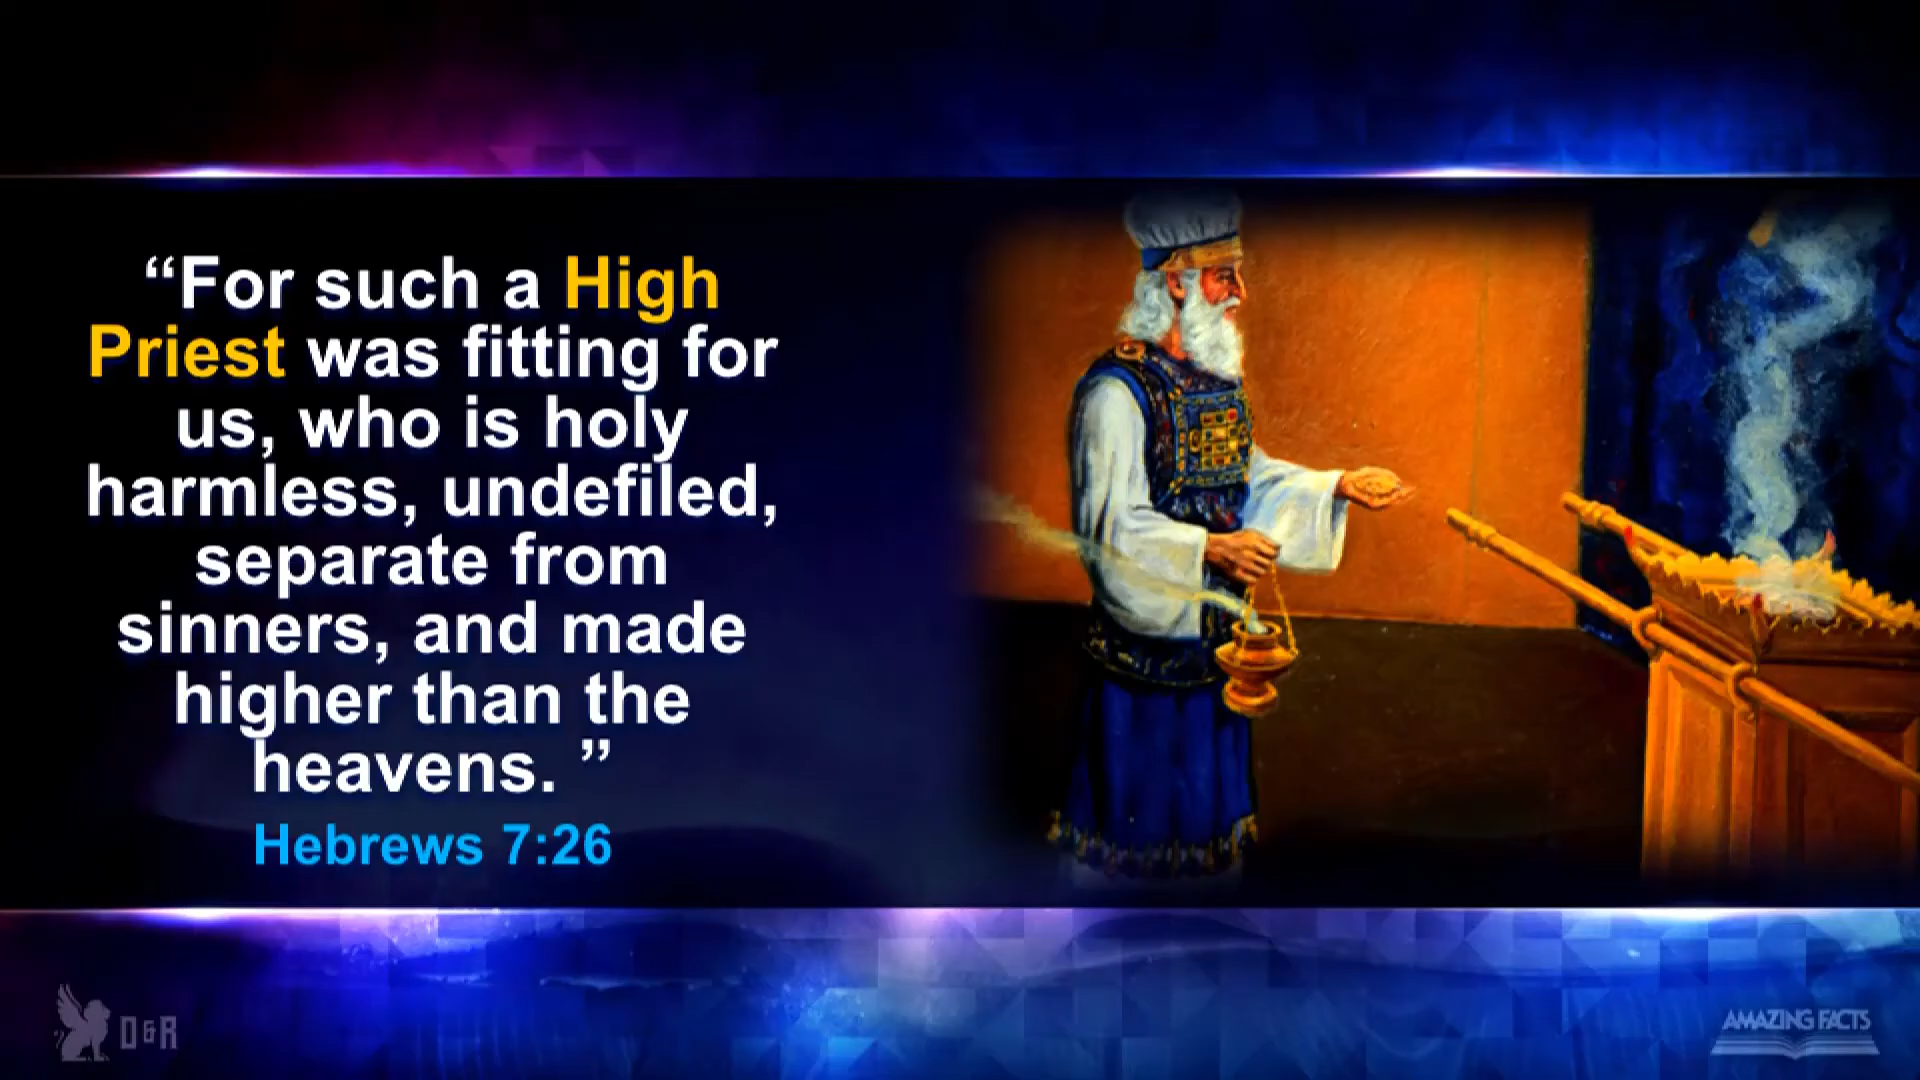 “For such a High
Priest was fitting for
us, who is holy
harmless, undefiled,
separate from
sinners, and made
higher than the
heavens. ”
Hebrews 7:26
D&R
AMAZING FACTS